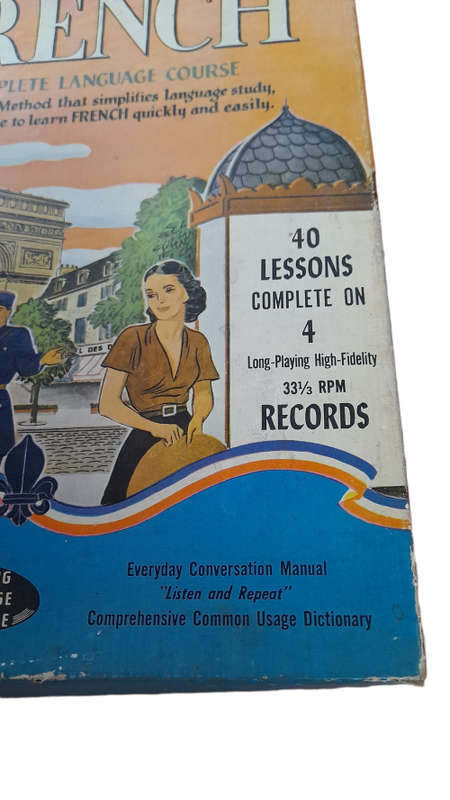 RENCH
PLETE LANGUAGE COURSE
Method that simplifies language study,
e to learn FRENCH quickly and easily.
40
LESSONS
COMPLETE ON
4
Long-Playing High-Fidelity
33⅓ RPM
RECORDS
L DES
G
GE
E
Everyday Conversation Manual
"Listen and Repeat"
Comprehensive Common Usage Dictionary